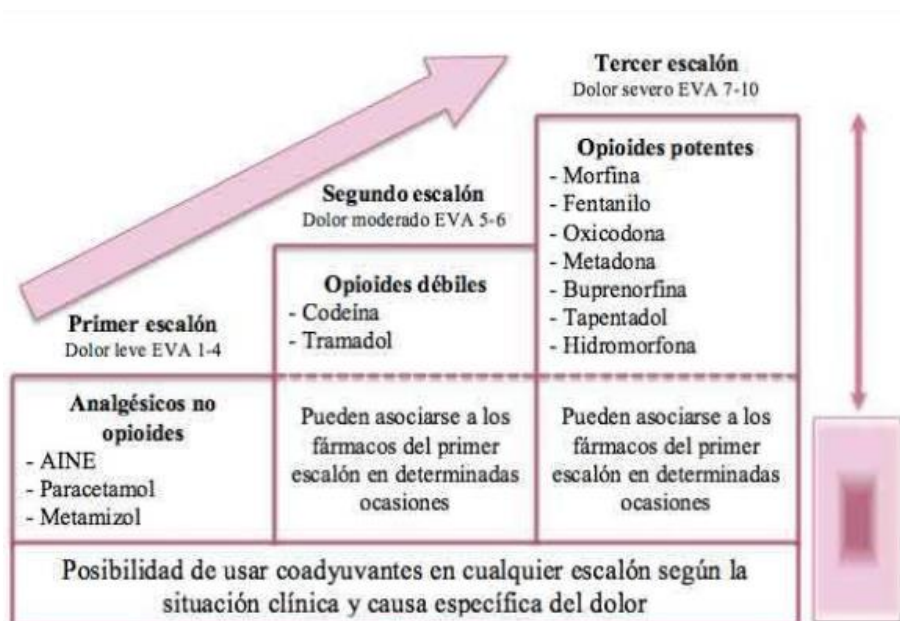 Tercer escalón
Dolor severo EVA 7-10
Opioides potentes
- Morfina
- Fentanilo
- Oxicodona
- Metadona
- Buprenorfina
- Tapentadol
- Hidromorfona
Pueden asociarse a los
fármacos del primer
escalón en determinadas
ocasiones
Segundo escalón
Dolor moderado EVA 5-6
Opioides débiles
- Codeína
- Tramadol
Pueden asociarse a los
fármacos del primer
escalón en determinadas
ocasiones
Primer escalón
Dolor leve EVA 1-4
Analgésicos no
opioides
- AINE
- Paracetamol
- Metamizol
Posibilidad de usar coadyuvantes en cualquier escalón según la
situación clínica y causa específica del dolor